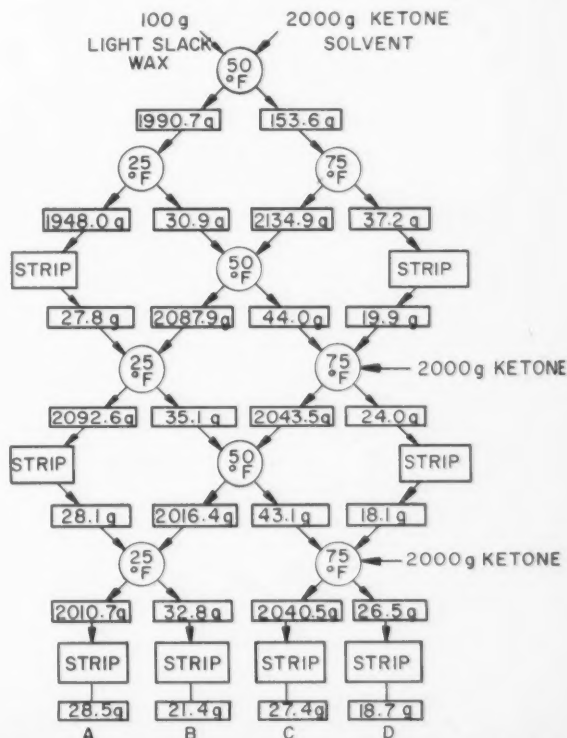 100 g 2000 g KETONE
LIGHT SLACK SOLVENT
WAX
50
°F
1990.7 g 153.6 g
25
°F
75
°F
1948.0 g 30.9 g 2134.9 g 37.2 g
STRIP
50
°F
STRIP
27.8 g 2087.9 g 44.0 g 19.9 g
25
°F
75
°F
2000 g KETONE
2092.6 g 35.1 g 2043.5 g 24.0 g
STRIP
50
°F
STRIP
28.1 g 2016.4 g 43.1 g 18.1 g
25
°F
75
°F
2000 g KETONE
2010.7 g 32.8 g 2040.5 g 26.5 g
STRIP STRIP STRIP STRIP
28.5 g 21.4 g 27.4 g 18.7 g
A B C D